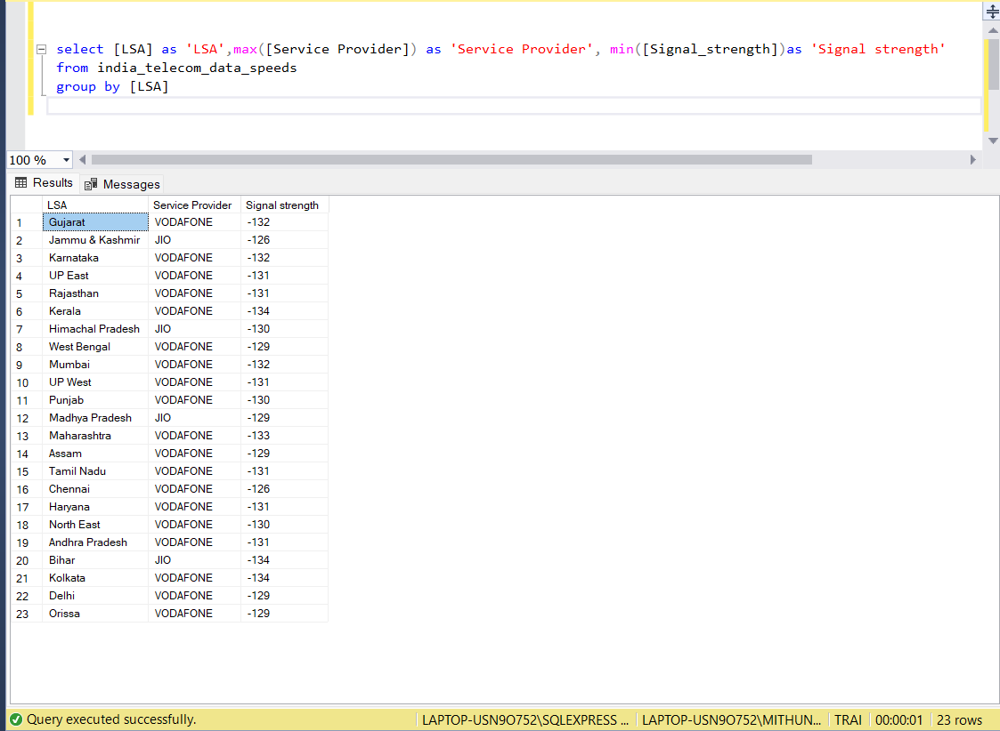 select [LSA] as 'LSA',max([Service Provider]) as 'Service Provider', min([Signal_strength])as 'Signal strength'
from india_telecom_data_speeds
group by [LSA]
100 %
Results Messages
LSA Service Provider Signal strength
1 Gujarat VODAFONE -132
2 Jammu & Kashmir JIO -126
3 Karnataka VODAFONE -132
4 UP East VODAFONE -131
5 Rajasthan VODAFONE -131
6 Kerala VODAFONE -134
7 Himachal Pradesh JIO -130
8 West Bengal VODAFONE -129
9 Mumbai VODAFONE -132
10 UP West VODAFONE -131
11 Punjab VODAFONE -130
12 Madhya Pradesh JIO -129
13 Maharashtra VODAFONE -133
14 Assam VODAFONE -129
15 Tamil Nadu VODAFONE -131
16 Chennai VODAFONE -126
17 Haryana VODAFONE -131
18 North East VODAFONE -130
19 Andhra Pradesh VODAFONE -131
20 Bihar JIO -134
21 Kolkata VODAFONE -134
22 Delhi VODAFONE -129
23 Orissa VODAFONE -129
Query executed successfully. LAPTOP-USN9O752\SQLEXPRESS ... LAPTOP-USN9O752\MITHUN... TRAI 00:00:01 23 rows